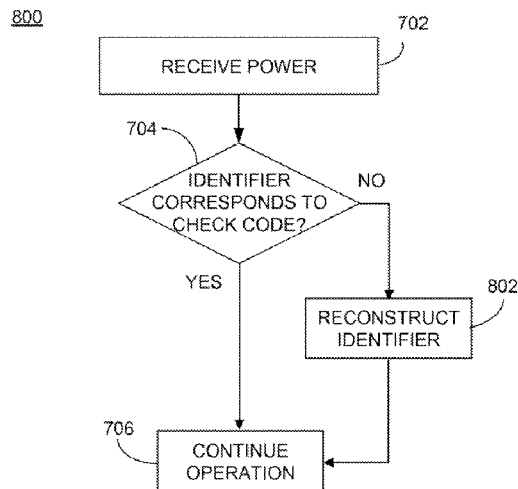 800
702
RECEIVE POWER
704
IDENTIFIER
CORRESPONDS TO
CHECK CODE?
NO
YES
802
RECONSTRUCT
IDENTIFIER
706
CONTINUE
OPERATION